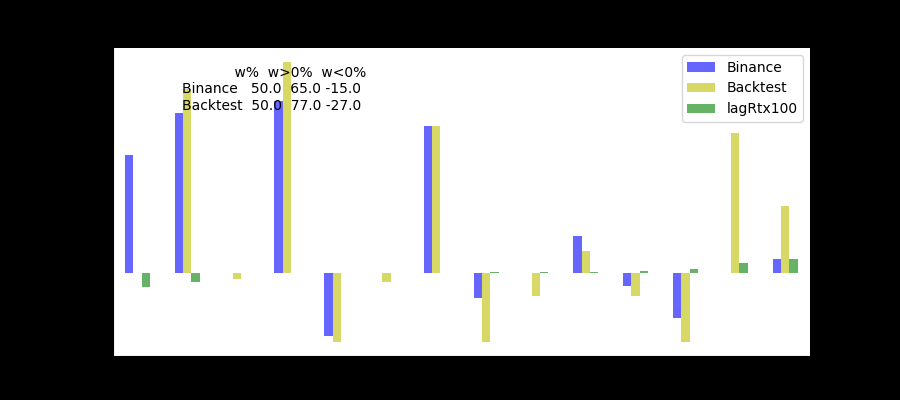 w%  w>0%  w<0%
Binance   50.0  65.0 -15.0
Backtest  50.0  77.0 -27.0
Binance
Backtest
lagRtx100